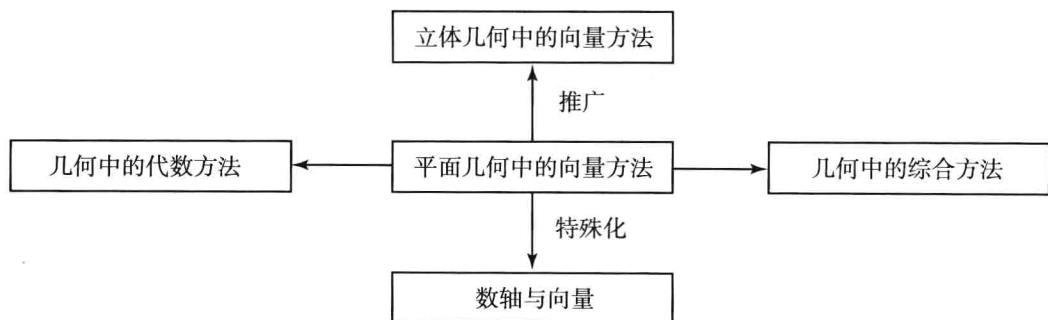 立体几何中的向量方法
推广
几何中的代数方法
平面几何中的向量方法
几何中的综合方法
特殊化
数轴与向量